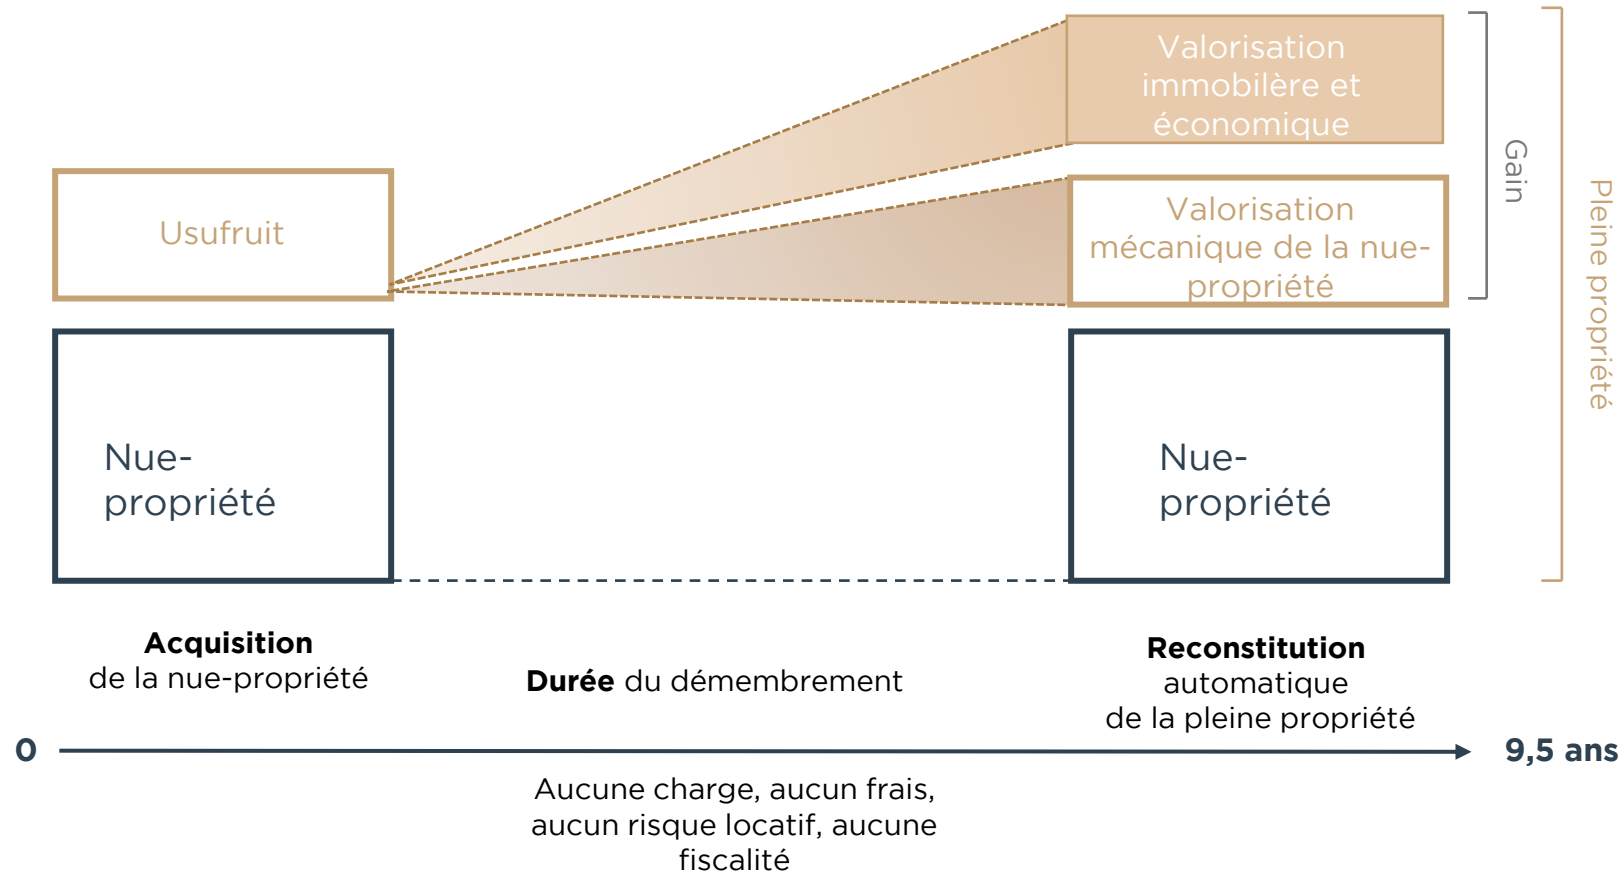 Valorisation
immobilère et
économique
Gain
Pleine propriété
Usufruit
Valorisation
mécanique de la nue-
propriété
Nue-
propriété
Nue-
propriété
Acquisition
de la nue-propriété
Durée du démembrement
Reconstitution
automatique
de la pleine propriété
0
9,5 ans
Aucune charge, aucun frais,
aucun risque locatif, aucune
fiscalité